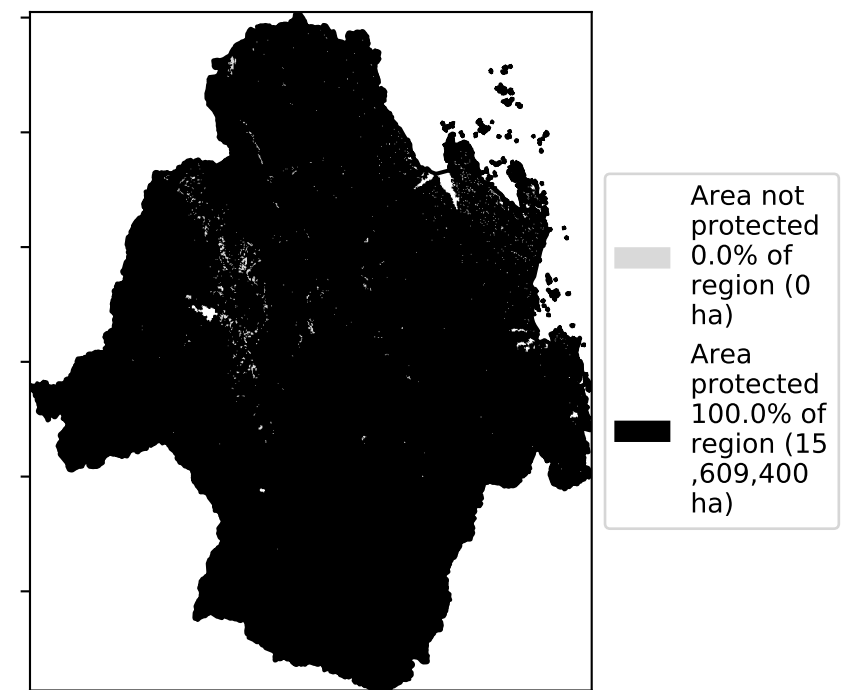 Area not
protected
0.0% of
region (0
ha)
Area
protected
100.0% of
region (15
,609,400
ha)